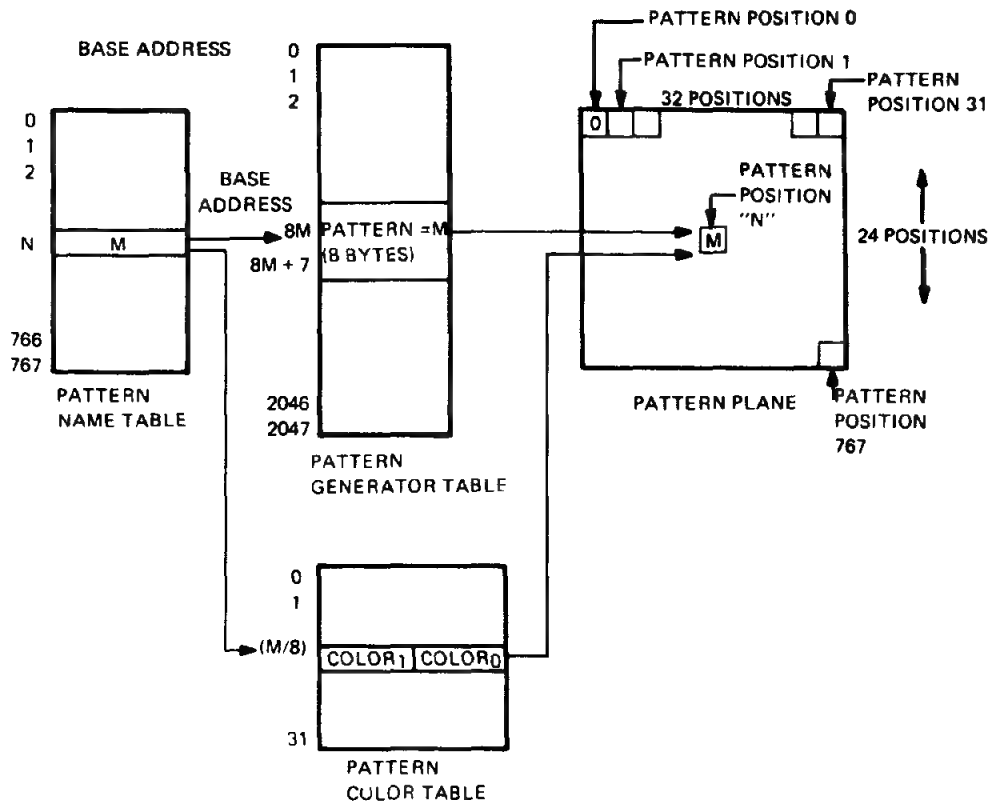 PATTERN POSITION 0
BASE ADDRESS
0
1
2
PATTERN POSITION 1
PATTERN
POSITION 31
32 POSITIONS
0
0
1
2
BASE
ADDRESS
PATTERN
POSITION
"N"
N
M
8M
PATTERN =M
(8 BYTES)
8M + 7
M
24 POSITIONS
766
767
PATTERN
NAME TABLE
2046
2047
PATTERN
GENERATOR TABLE
PATTERN PLANE
PATTERN
POSITION
767
0
1
(M/8)
COLOR1
COLOR0
31
PATTERN
COLOR TABLE